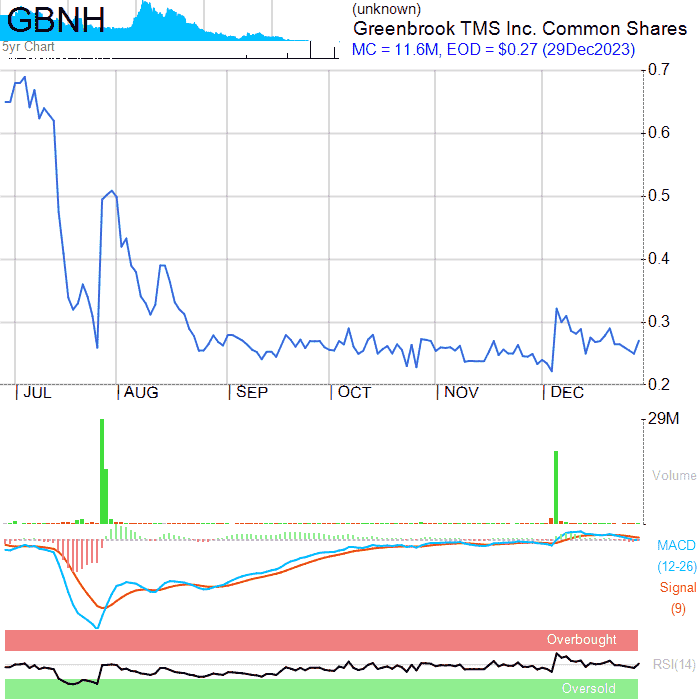 GBNH
5yr Chart
(unknown)
Greenbrook TMS Inc. Common Shares
MC = 11.6M, EOD = $0.27 (29Dec2023)
0.7
0.6
0.5
0.4
0.3
0.2
JUL
AUG
SEP
OCT
NOV
DEC
29M
Volume
MACD
(12-26)
Signal
(9)
Overbought
RSI(14)
Oversold